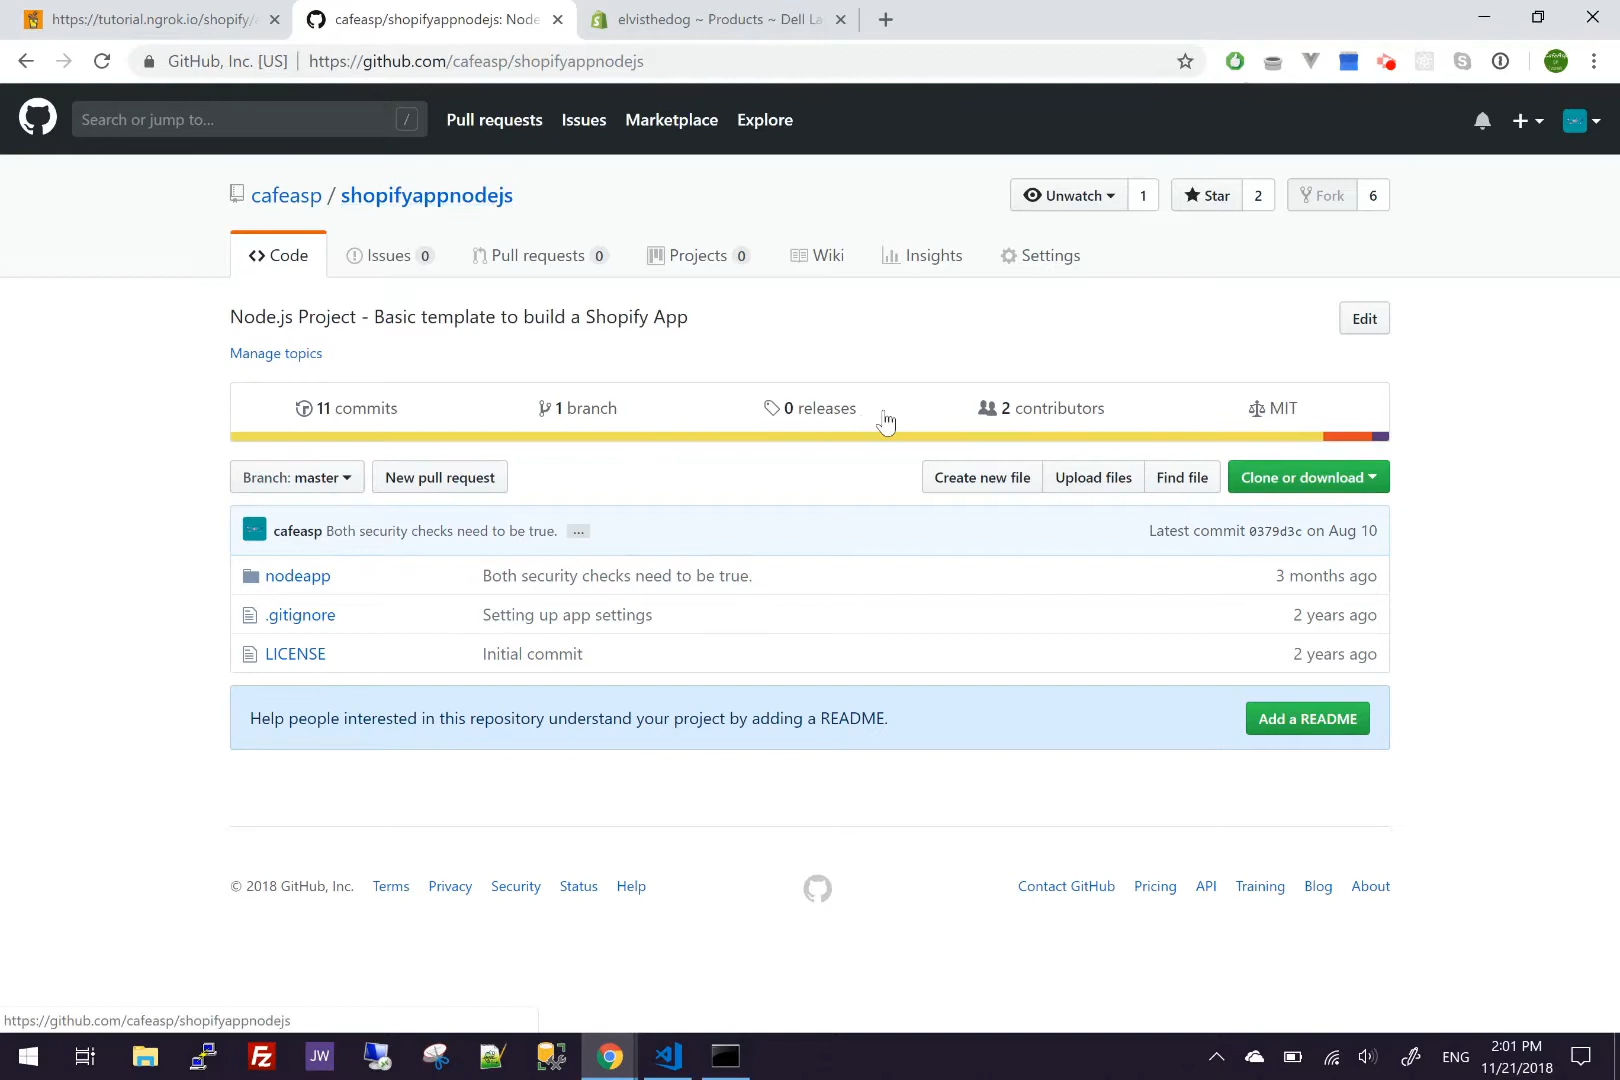 https://tutorial.ngrok.io/shopify/a
cafeasp/shopifyappnodejs: Node
elvisthedog ~ Products ~ Dell La
GitHub, Inc. [US] | https://github.com/cafeasp/shopifyappnodejs
Search or jump to... /
Pull requests Issues Marketplace Explore
cafeasp / shopifyappnodejs
Unwatch 1 Star 2 Fork 6
Code Issues 0 Pull requests 0 Projects 0 Wiki Insights Settings
Node.js Project - Basic template to build a Shopify App
Edit
Manage topics
11 commits 1 branch 0 releases 2 contributors MIT
Branch: master New pull request Create new file Upload files Find file Clone or download
cafeasp Both security checks need to be true. ... Latest commit 0379d3c on Aug 10
nodeapp Both security checks need to be true. 3 months ago
.gitignore Setting up app settings 2 years ago
LICENSE Initial commit 2 years ago
Help people interested in this repository understand your project by adding a README. Add a README
© 2018 GitHub, Inc. Terms Privacy Security Status Help Contact GitHub Pricing API Training Blog About
https://github.com/cafeasp/shopifyappnodejs
JW
ENG
2:01 PM
11/21/2018